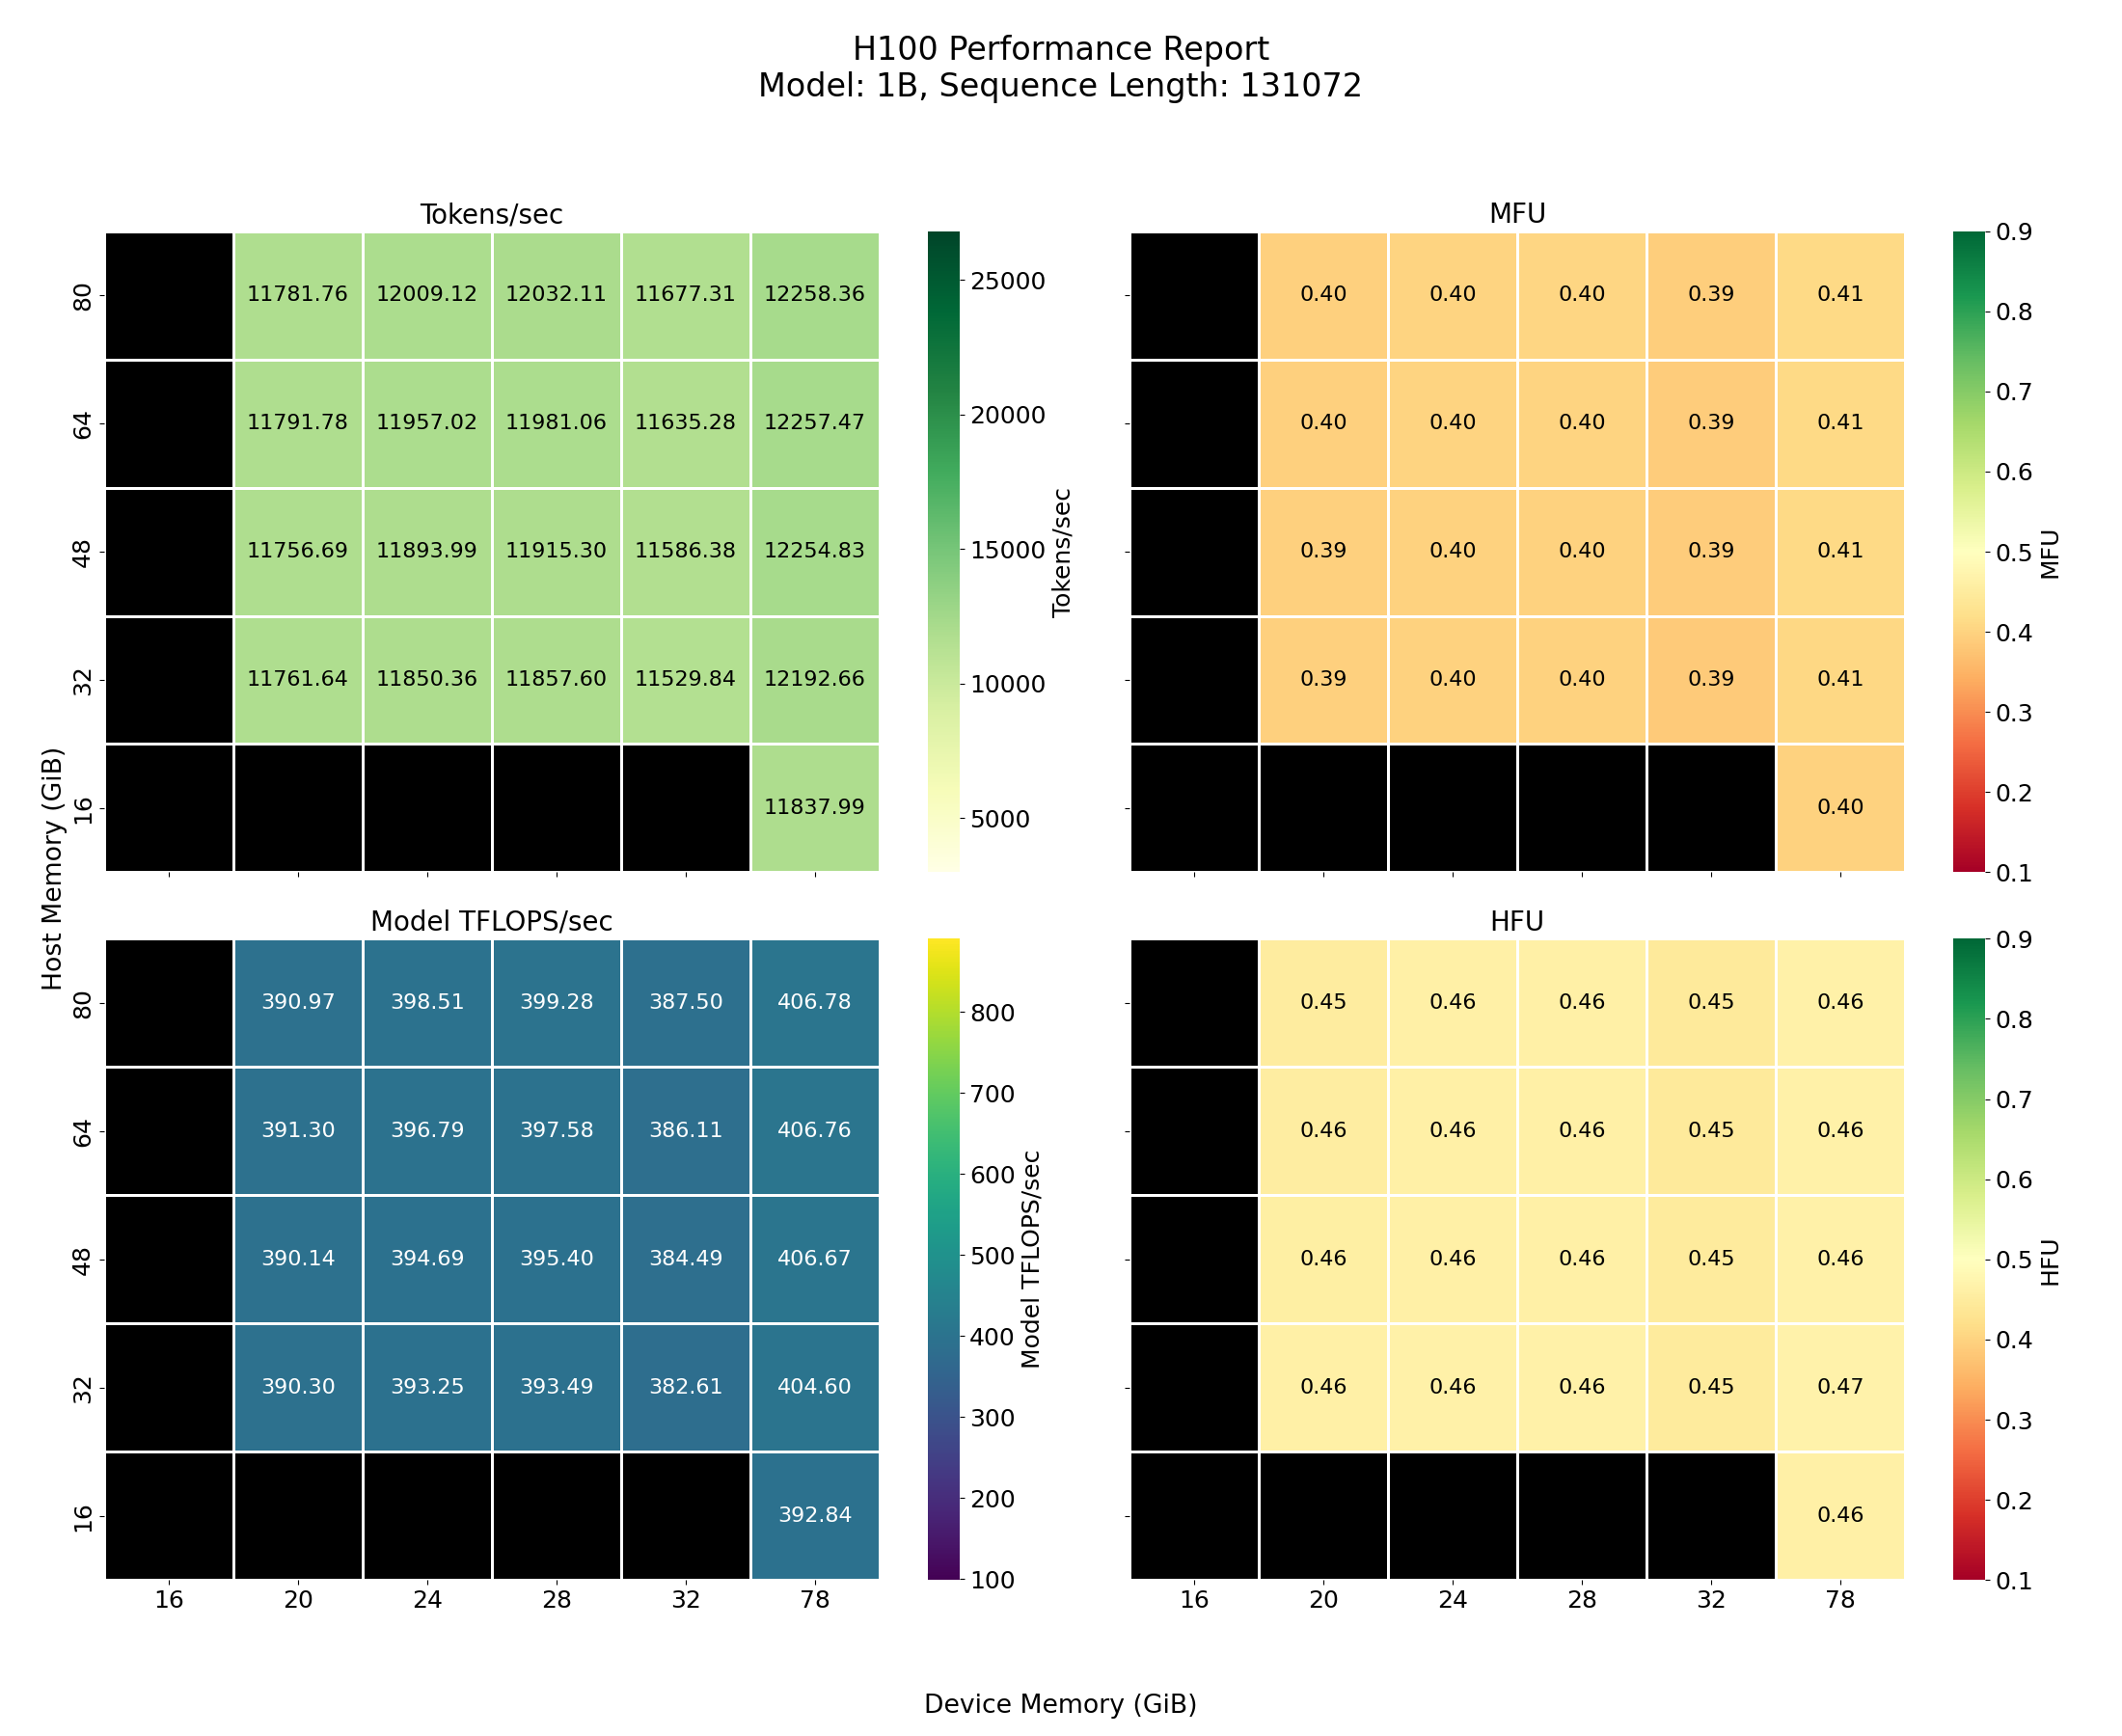 H100 Performance Report
Model: 1B, Sequence Length: 131072
Tokens/sec
80 11781.76 12009.12 12032.11 11677.31 12258.36
64 11791.78 11957.02 11981.06 11635.28 12257.47
48 11756.69 11893.99 11915.30 11586.38 12254.83
32 11761.64 11850.36 11857.60 11529.84 12192.66
16 11837.99
25000
20000
15000
10000
5000
Tokens/sec
MFU
0.40 0.40 0.40 0.39 0.41
0.40 0.40 0.40 0.39 0.41
0.39 0.40 0.40 0.39 0.41
0.39 0.40 0.40 0.39 0.41
0.40
0.9
0.8
0.7
0.6
0.5
0.4
0.3
0.2
0.1
MFU
Host Memory (GiB)
Model TFLOPS/sec
80 390.97 398.51 399.28 387.50 406.78
64 391.30 396.79 397.58 386.11 406.76
48 390.14 394.69 395.40 384.49 406.67
32 390.30 393.25 393.49 382.61 404.60
16 392.84
16 20 24 28 32 78
800
700
600
500
400
300
200
100
Model TFLOPS/sec
HFU
0.45 0.46 0.46 0.45 0.46
0.46 0.46 0.46 0.45 0.46
0.46 0.46 0.46 0.45 0.46
0.46 0.46 0.46 0.45 0.47
0.46
16 20 24 28 32 78
0.9
0.8
0.7
0.6
0.5
0.4
0.3
0.2
0.1
HFU
Device Memory (GiB)